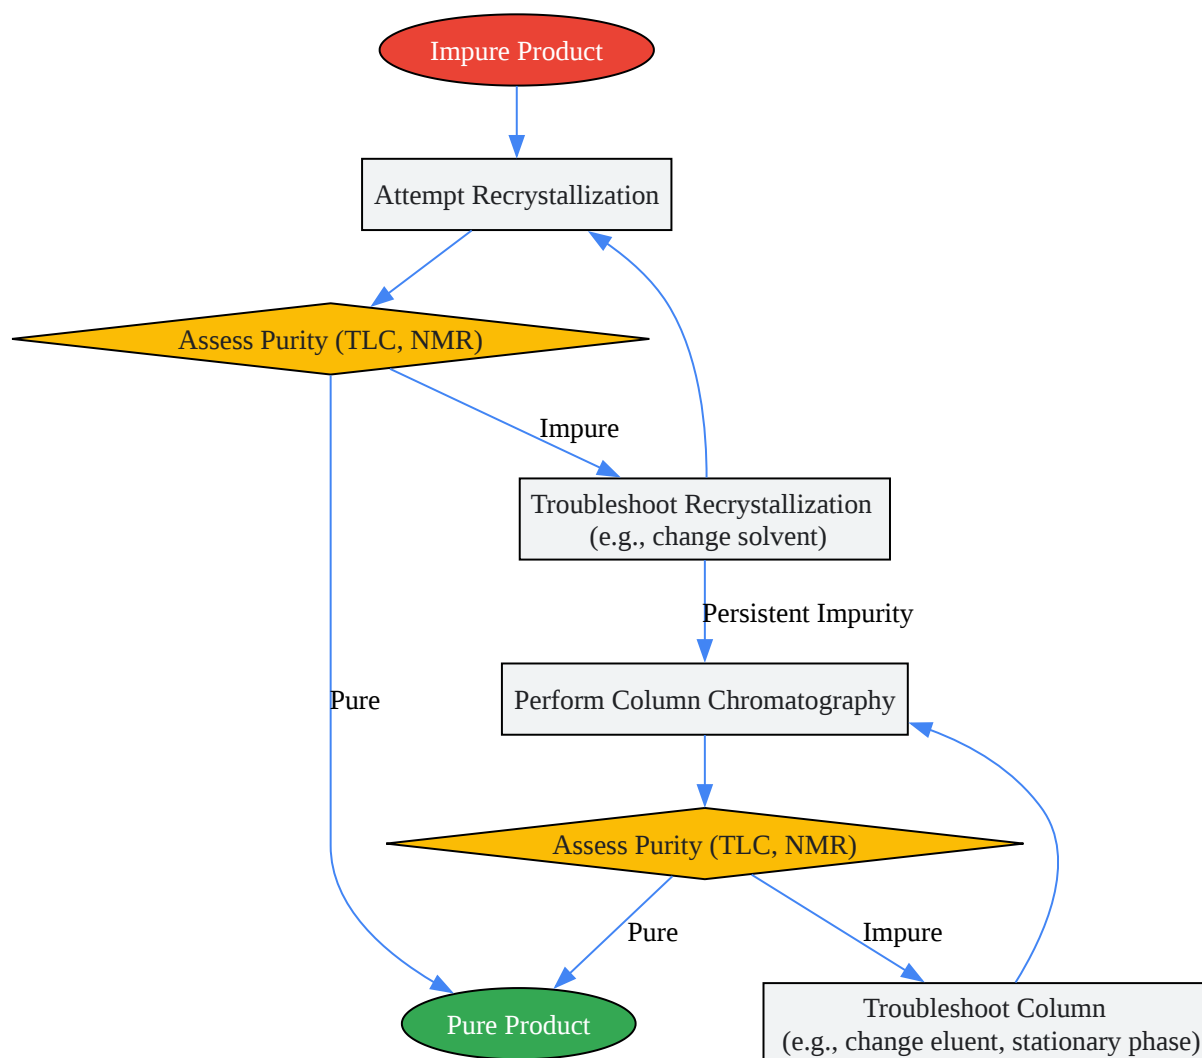 Impure Product
Attempt Recrystallization
Assess Purity (TLC, NMR)
Impure
Troubleshoot Recrystallization
(e.g., change solvent)
Persistent Impurity
Perform Column Chromatography
Pure
Assess Purity (TLC, NMR)
Pure
Impure
Pure Product
Troubleshoot Column
(e.g., change eluent, stationary phase)